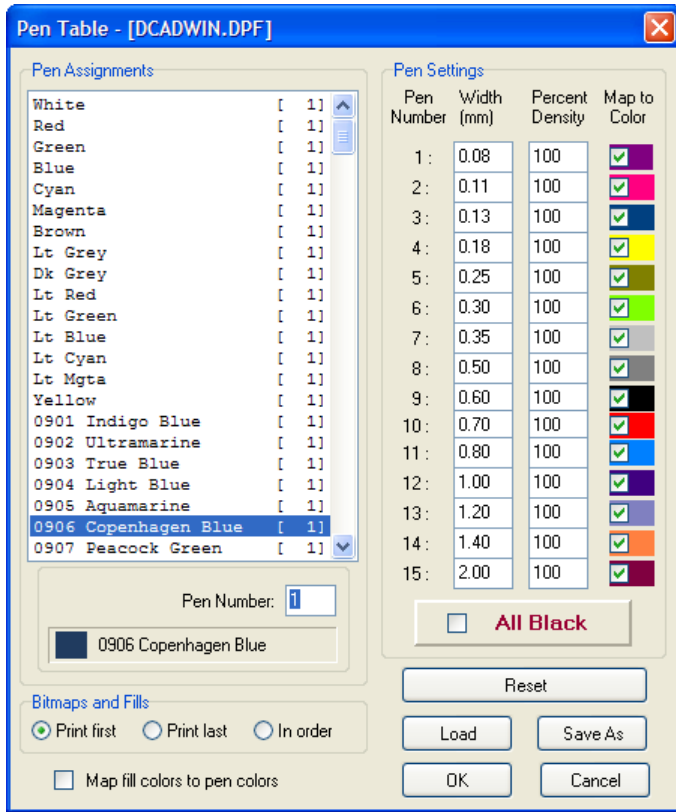 Pen Table - [DCADWIN.DPF]
Pen Assignments
White [ 1]
Red [ 1]
Green [ 1]
Blue [ 1]
Cyan [ 1]
Magenta [ 1]
Brown [ 1]
Lt Grey [ 1]
Dk Grey [ 1]
Lt Red [ 1]
Lt Green [ 1]
Lt Blue [ 1]
Lt Cyan [ 1]
Lt Mgta [ 1]
Yellow [ 1]
0901 Indigo Blue [ 1]
0902 Ultramarine [ 1]
0903 True Blue [ 1]
0904 Light Blue [ 1]
0905 Aquamarine [ 1]
0906 Copenhagen Blue [ 1]
0907 Peacock Green [ 1]
Pen Number: 1
0906 Copenhagen Blue
Bitmaps and Fills
Print first Print last In order
Map fill colors to pen colors
Pen Settings
Pen Width Percent Map to
Number (mm) Density Color
1 : 0.08 100
2 : 0.11 100
3 : 0.13 100
4 : 0.18 100
5 : 0.25 100
6 : 0.30 100
7 : 0.35 100
8 : 0.50 100
9 : 0.60 100
10 : 0.70 100
11 : 0.80 100
12 : 1.00 100
13 : 1.20 100
14 : 1.40 100
15 : 2.00 100
All Black
Reset
Load Save As
OK Cancel